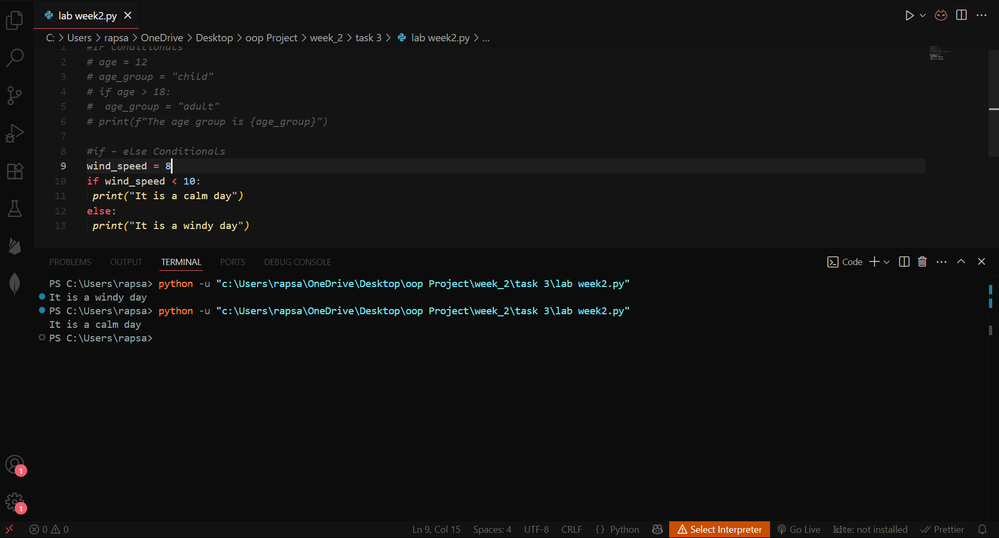 lab week2.py
C: > Users > rapsa > OneDrive > Desktop > oop Project > week_2 > task 3 > lab week2.py > ...
1 #IF Conditionals
2 # age = 12
3 # age_group = "child"
4 # if age > 18:
5 #  age_group = "adult"
6 # print(f"The age group is {age_group}")
7
8 #if – else Conditionals
9 wind_speed = 8
10 if wind_speed < 10:
11  print("It is a calm day")
12 else:
13  print("It is a windy day")
PROBLEMS OUTPUT TERMINAL PORTS DEBUG CONSOLE Code
PS C:\Users\rapsa> python -u "c:\Users\rapsa\OneDrive\Desktop\oop Project\week_2\task 3\lab week2.py"
It is a windy day
PS C:\Users\rapsa> python -u "c:\Users\rapsa\OneDrive\Desktop\oop Project\week_2\task 3\lab week2.py"
It is a calm day
PS C:\Users\rapsa>
1
1
0 0 Ln 9, Col 15 Spaces: 4 UTF-8 CRLF {} Python Select Interpreter Go Live kite: not installed Prettier